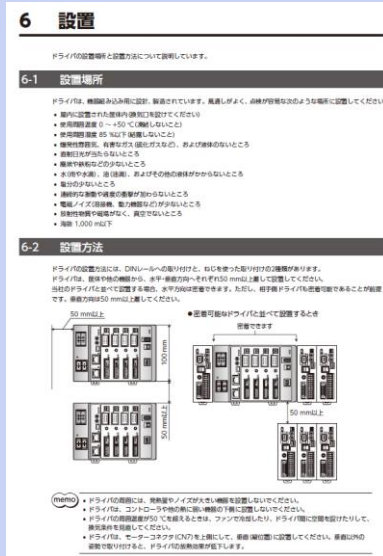 6 設置
ドライバの設置場所と設置方法について説明しています。
6-1 設置場所
ドライバは、機器組み込み用に設計、製造されています。風通しがよく、点検が容易な次のような場所に設置してください。
• 屋内に設置された筐体内(換気口を設けてください)
• 使用周囲温度 0 ~ +50 ℃(凍結しないこと)
• 使用周囲湿度 85 %以下(結露しないこと)
• 爆発性雰囲気、有害なガス(硫化ガスなど)、および液体のないところ
• 直射日光が当たらないところ
• 塵埃や鉄粉などの少ないところ
• 水(雨や水滴)、油(油滴)、およびその他の液体がかからないところ
• 塩分の少ないところ
• 連続的な振動や過度の衝撃が加わらないところ
• 電磁ノイズ(溶接機、動力機器など)が少ないところ
• 放射性物質や磁場がなく、真空でないところ
• 海抜 1,000 m以下
6-2 設置方法
ドライバの設置方法には、DINレールへの取り付けと、ねじを使った取り付けの2種類があります。
ドライバは、筐体や他の機器から、水平・垂直方向へそれぞれ50 mm以上離して設置してください。
当社のドライバと並べて設置する場合、水平方向は密着できます。ただし、相手側ドライバも密着可能であることが前提
です。垂直方向は50 mm以上離してください。
50 mm以上
●密着可能なドライバと並べて設置するとき
密着できます
100 mm
50 mm以上
50 mm以上
memo
• ドライバの周囲には、発熱量やノイズが大きい機器を設置しないでください。
• ドライバは、コントローラや他の熱に弱い機器の下側に設置しないでください。
• ドライバの周囲温度が50 ℃を超えるときは、ファンで冷却したり、ドライバ間に空間を設けたりして、
換気条件を見直してください。
• ドライバは、モーターコネクタ(CN7)を上側にして、垂直(縦位置)に設置してください。垂直以外の
姿勢で取り付けると、ドライバの放熱効果が低下します。